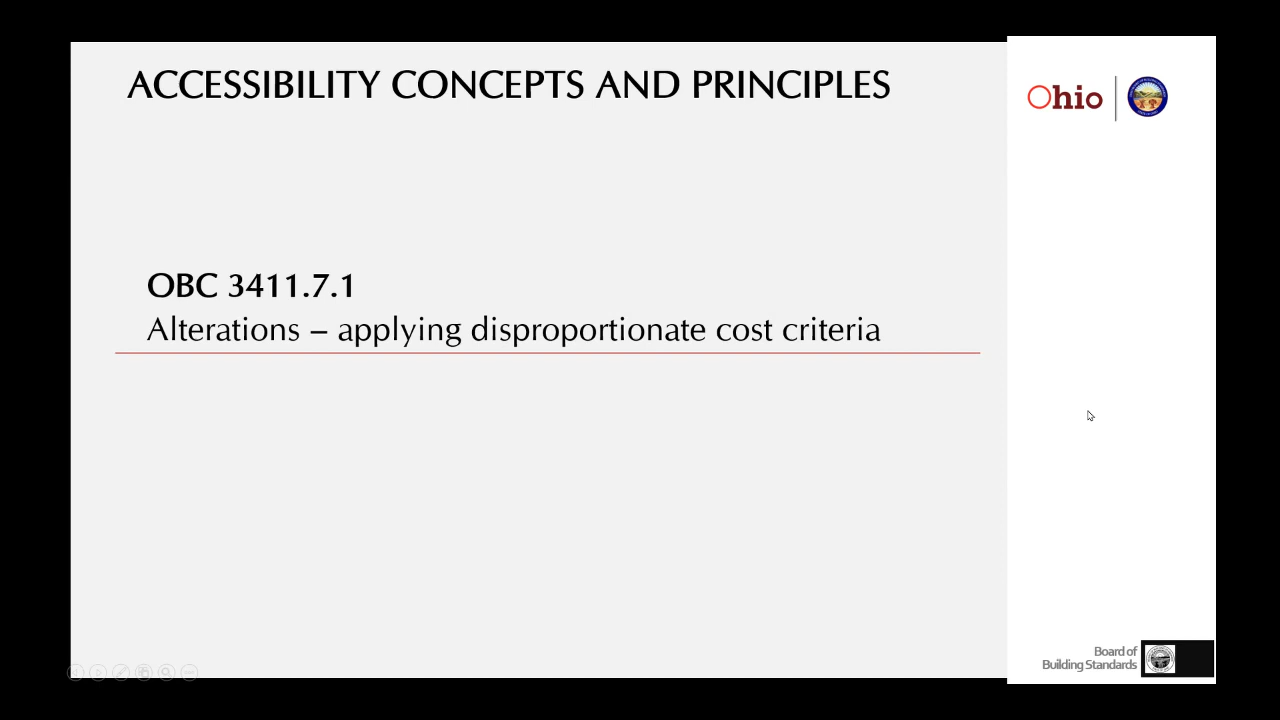 ACCESSIBILITY CONCEPTS AND PRINCIPLES
Ohio
OBC 3411.7.1
Alterations – applying disproportionate cost criteria
Board of
Building Standards